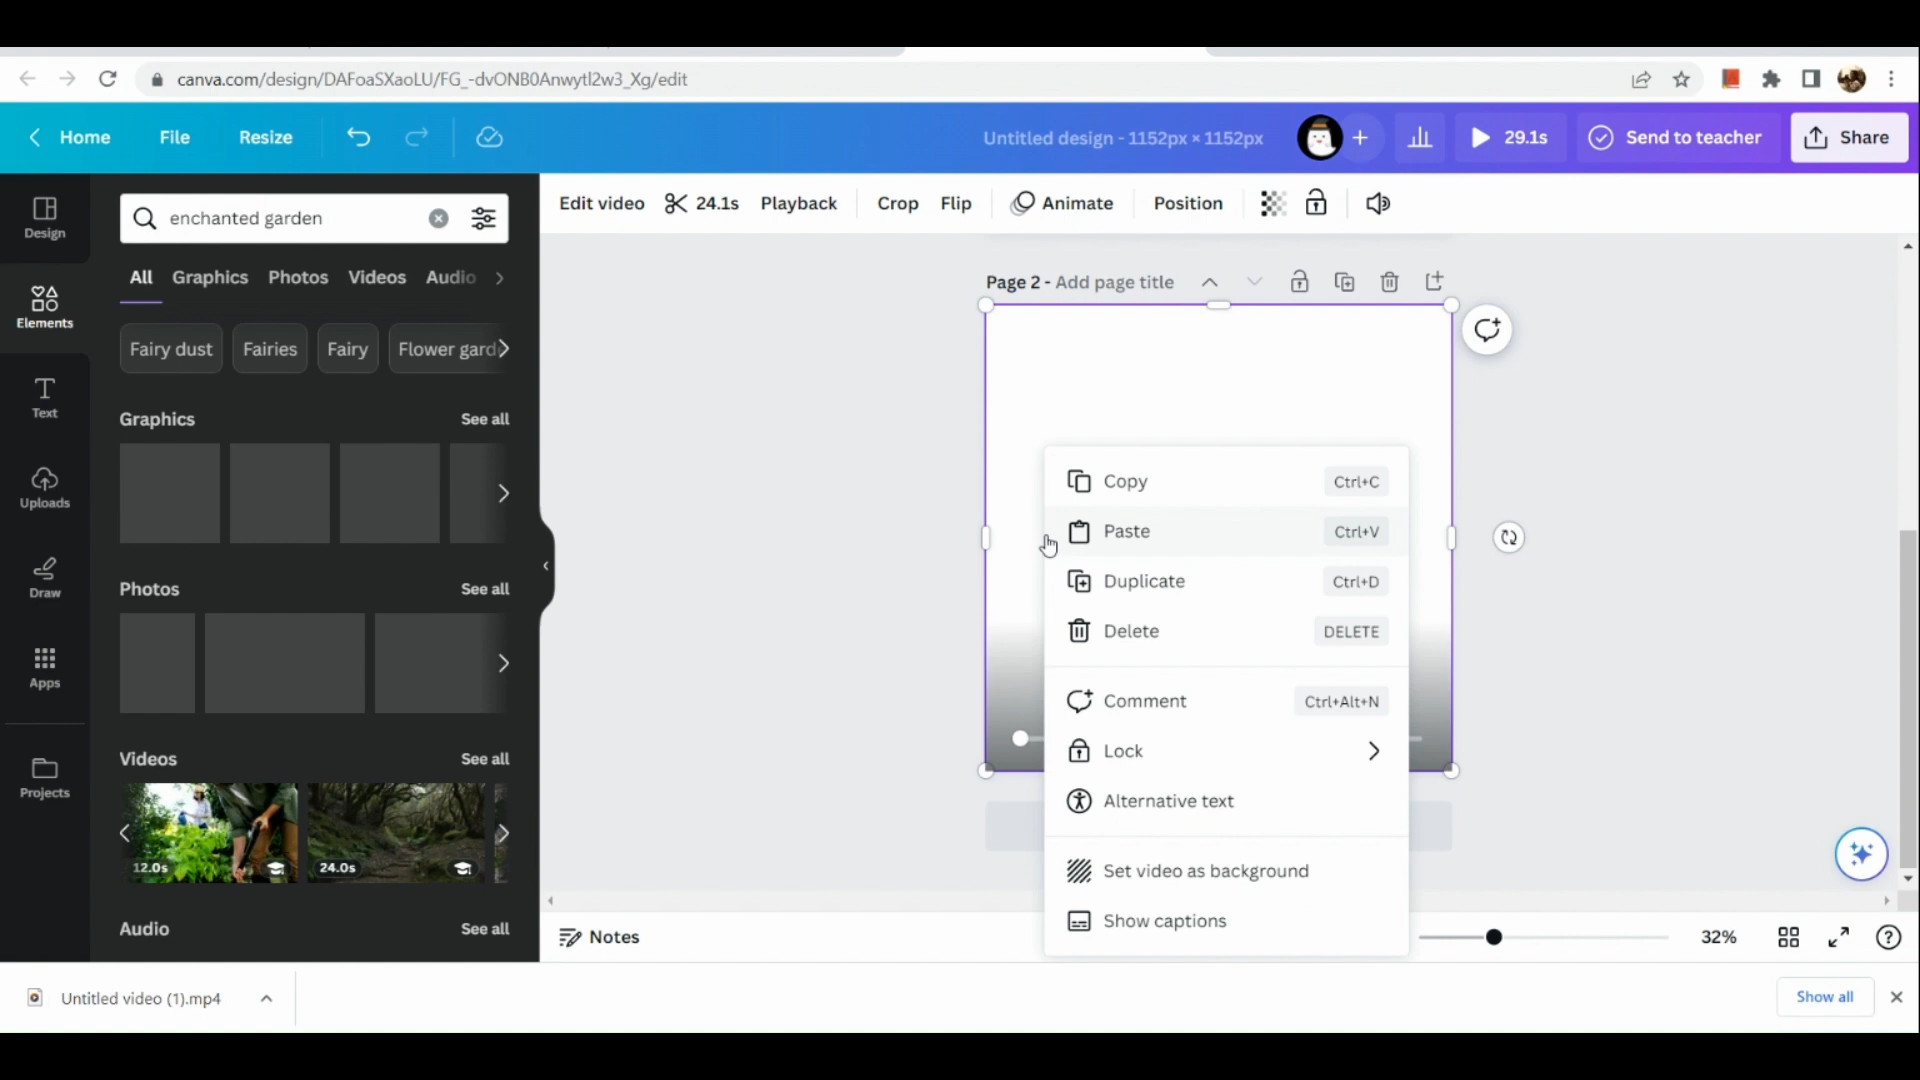 canva.com/design/DAFoaSXaoLU/FG_-dvONB0Anwytl2w3_Xg/edit
Home File Resize Untitled design - 1152px × 1152px 29.1s Send to teacher Share
Design
Elements
Text
Uploads
Draw
Apps
Projects
enchanted garden
All Graphics Photos Videos Audio
Fairy dust Fairies Fairy Flower gard
Graphics See all
Photos See all
Videos See all
12.0s 24.0s
Audio See all
Edit video 24.1s Playback Crop Flip Animate Position
Page 2 - Add page title
Copy Ctrl+C
Paste Ctrl+V
Duplicate Ctrl+D
Delete DELETE
Comment Ctrl+Alt+N
Lock
Alternative text
Set video as background
Show captions
Notes 32%
Untitled video (1).mp4 Show all